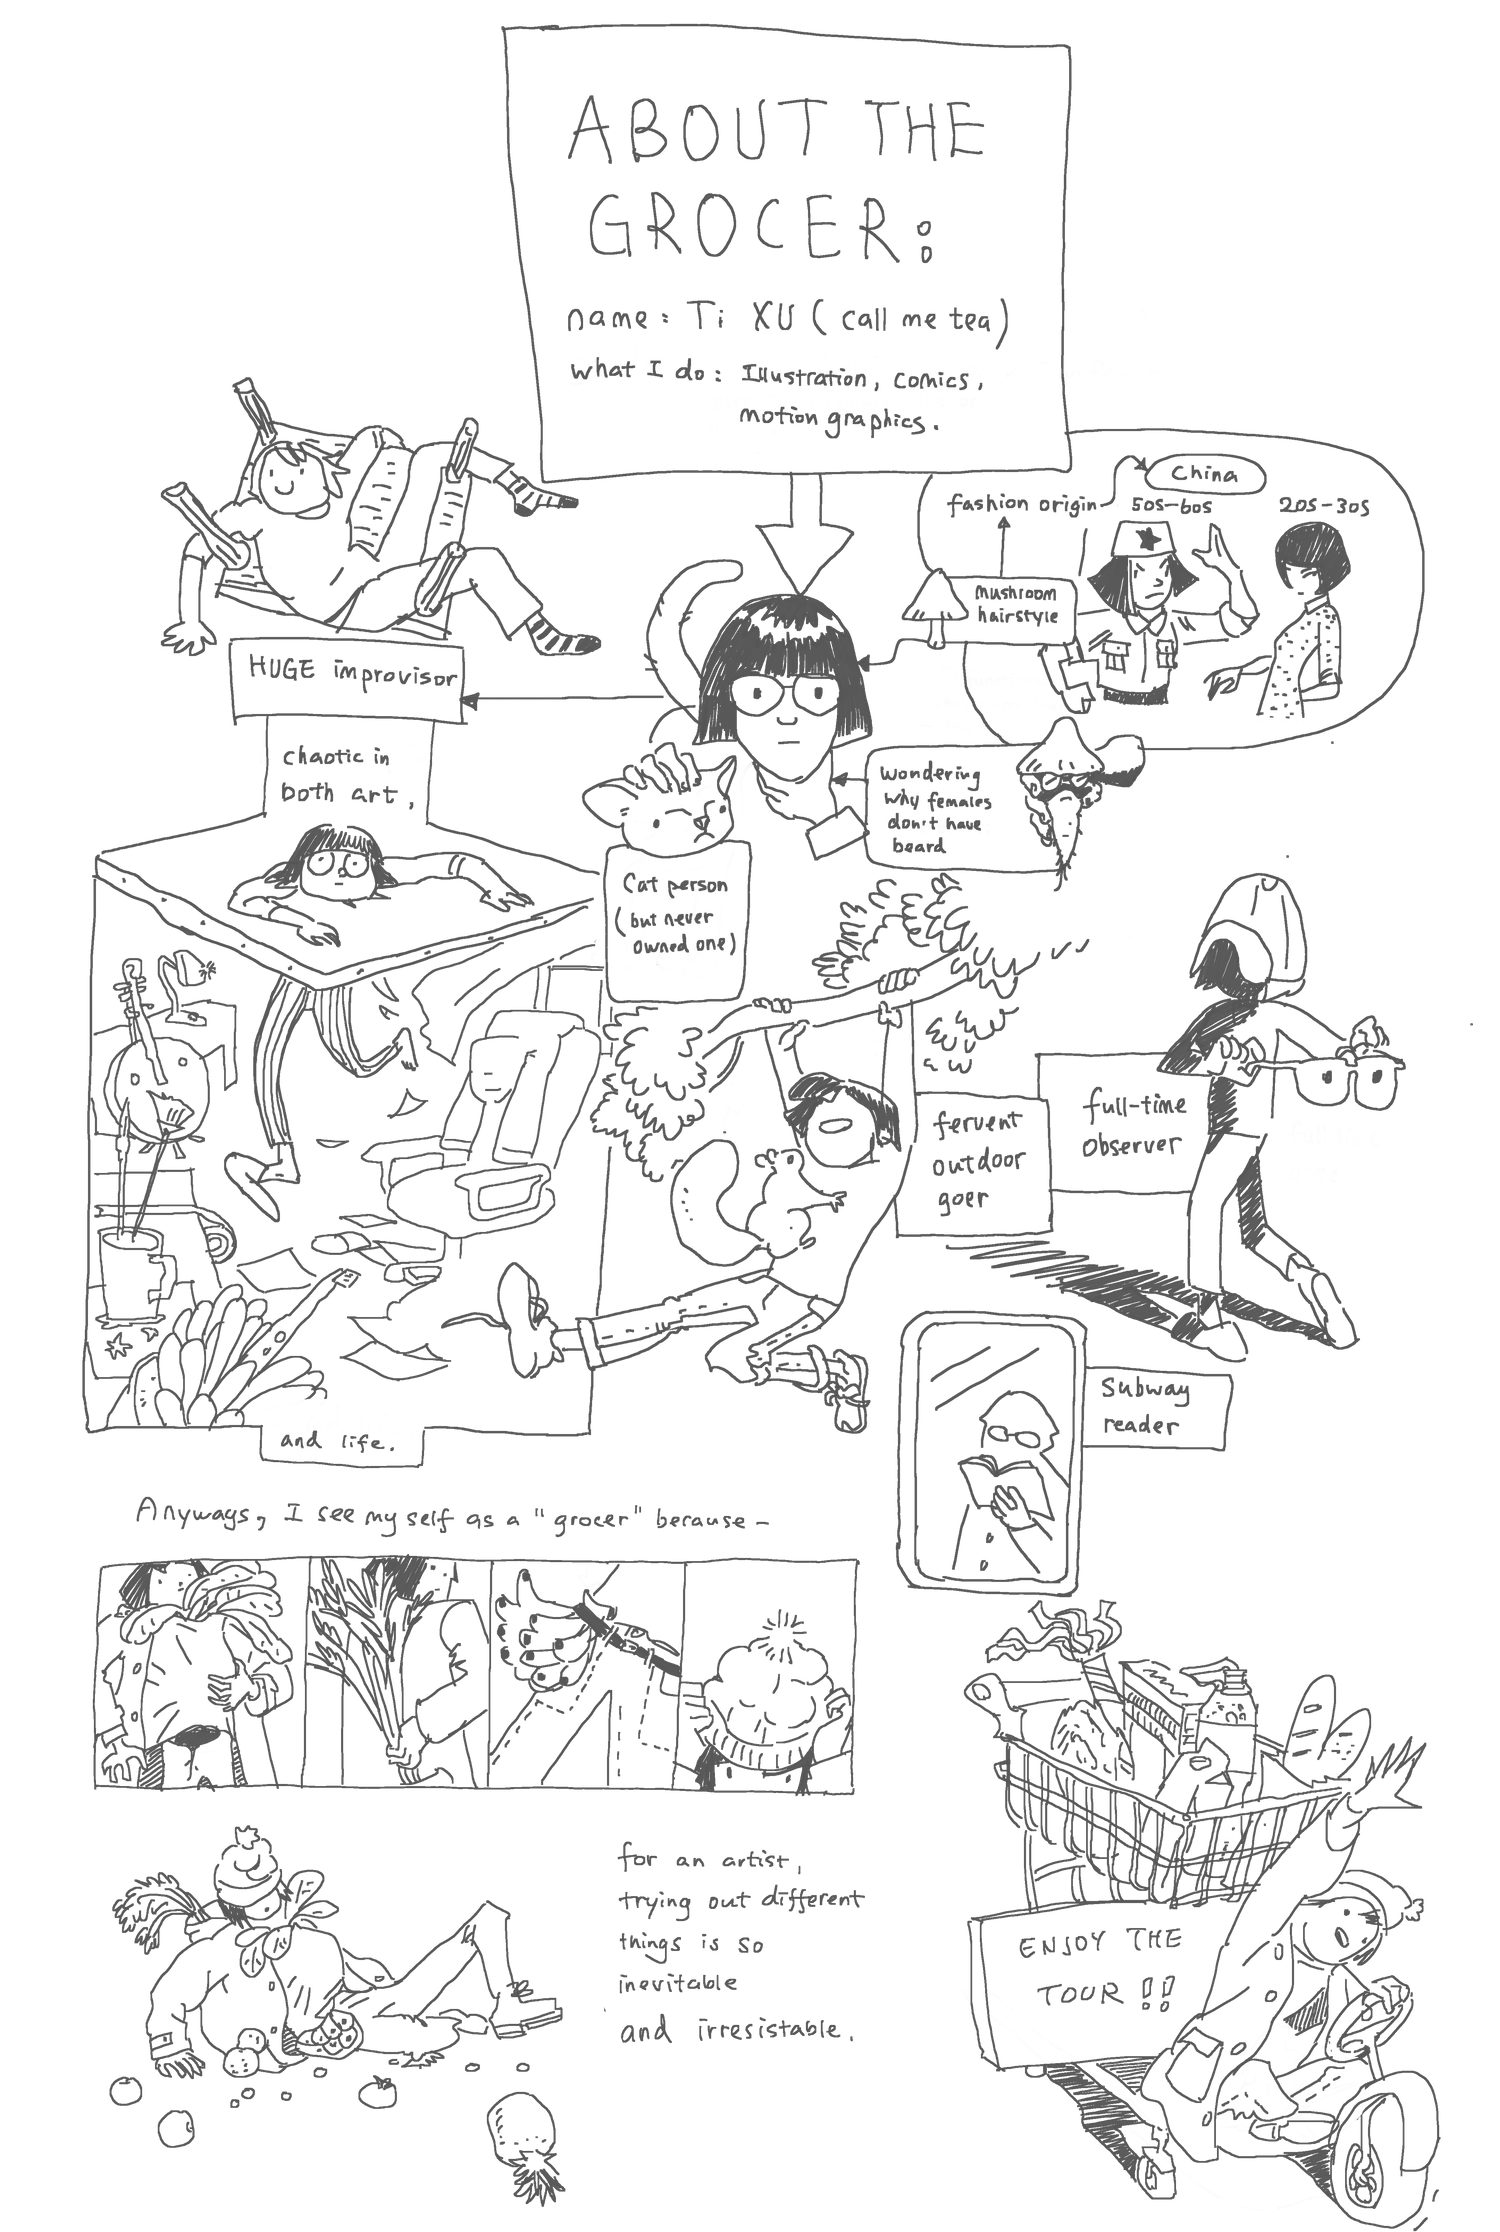 ABOUT THE
GROCER:
name: Ti XU (call me tea)
what I do: Illustration, comics,
motion graphics.
fashion origin
China
50s-60s
20s-30s
mushroom
hairstyle
HUGE improvisor
chaotic in
both art,
wondering
why females
don't have
beard
Cat person
(but never
owned one)
fervent
outdoor
goer
full-time
observer
Subway
reader
and life.
Anyways, I see my self as a "grocer" because-
for an artist,
trying out different
things is so
inevitable
and irresistable.
ENJOY THE
TOUR!!